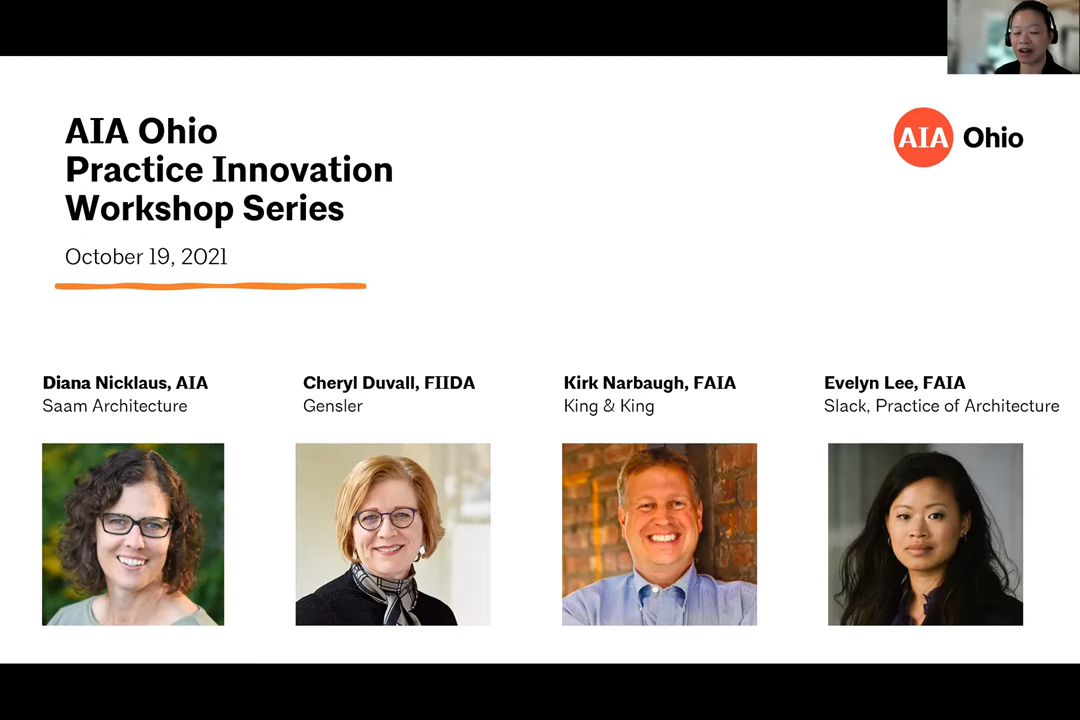 AIA Ohio
Practice Innovation
Workshop Series
October 19, 2021
AIA Ohio
Diana Nicklaus, AIA
Saam Architecture
Cheryl Duvall, FIIDA
Gensler
Kirk Narbaugh, FAIA
King & King
Evelyn Lee, FAIA
Slack, Practice of Architecture